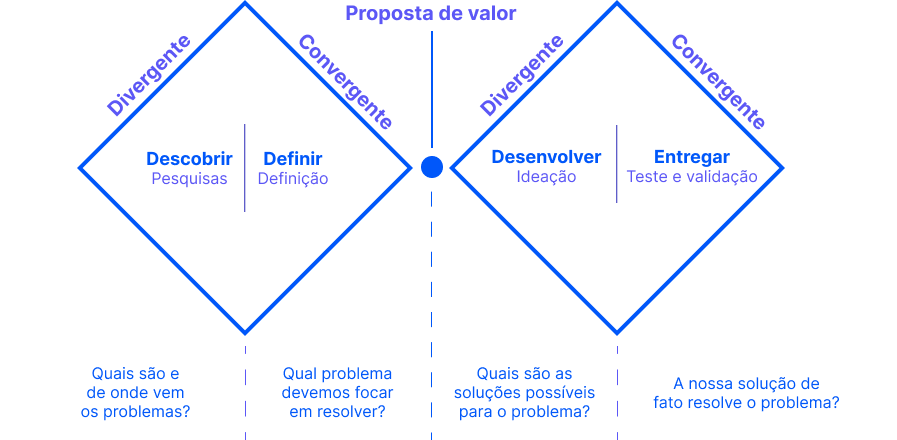 Proposta de valor
Divergente
Convergente
Divergente
Convergente
Descobrir
Pesquisas
Definir
Definição
Desenvolver
Ideação
Entregar
Teste e validação
Quais são e
de onde vem
os problemas?
Qual problema
devemos focar
em resolver?
Quais são as
soluções possíveis
para o problema?
A nossa solução de
fato resolve o problema?